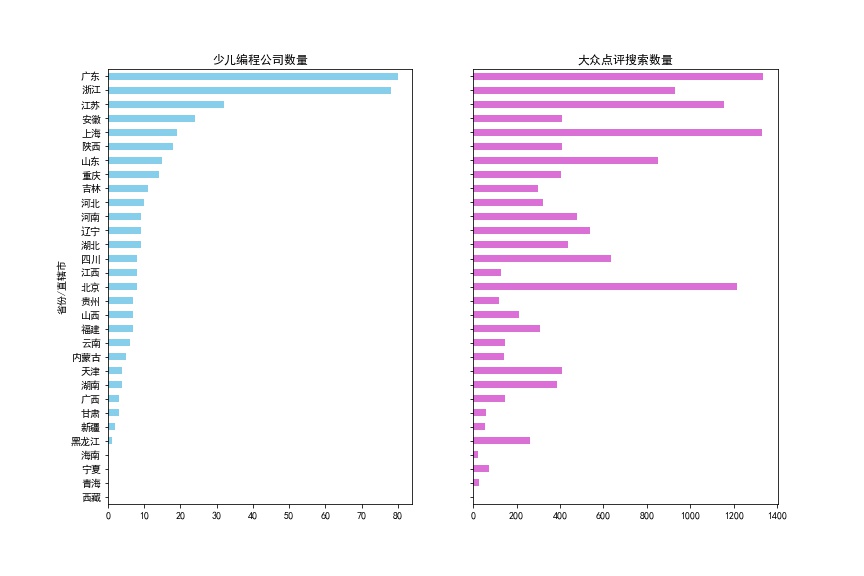 少儿编程公司数量
大众点评搜索数量
省份/直辖市
广东
浙江
江苏
安徽
上海
陕西
山东
重庆
吉林
河北
河南
辽宁
湖北
四川
江西
北京
贵州
山西
福建
云南
内蒙古
天津
湖南
广西
甘肃
新疆
黑龙江
海南
宁夏
青海
西藏
0 10 20 30 40 50 60 70 80
0 200 400 600 800 1000 1200 1400